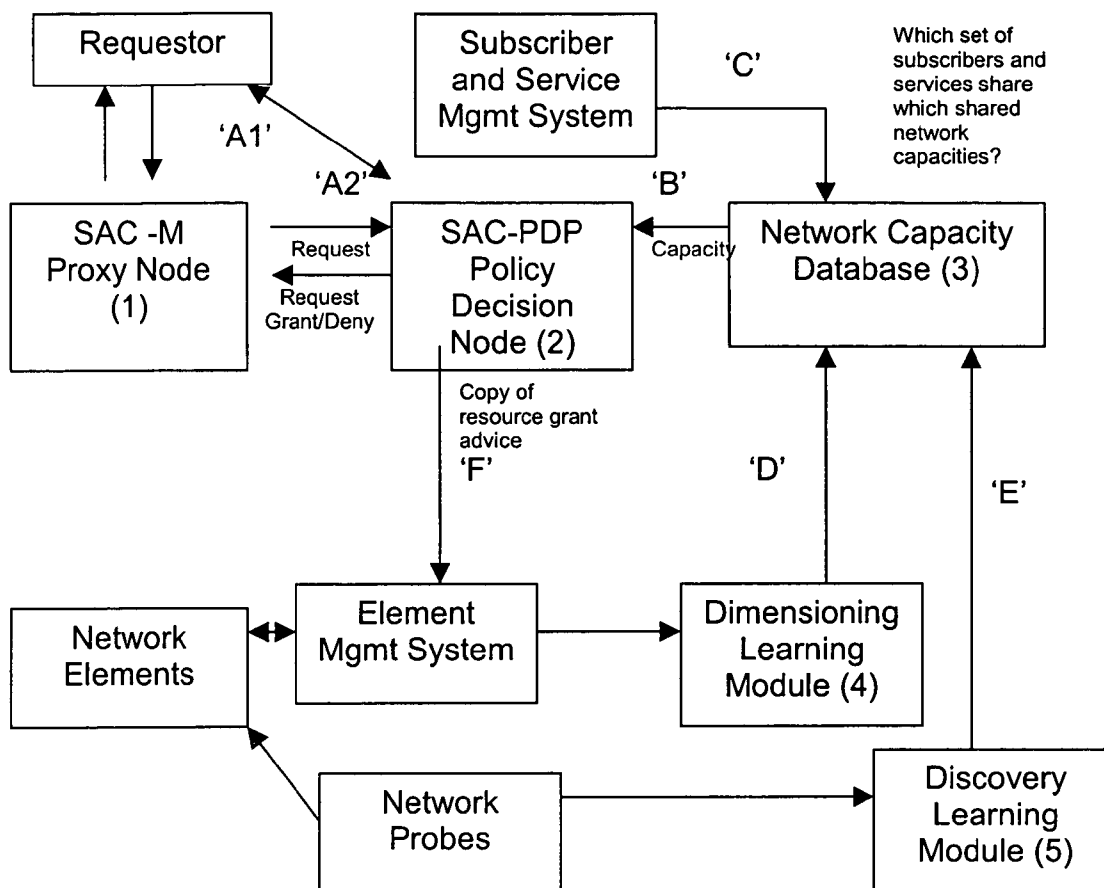 Requestor
Subscriber
and Service
Mgmt System
‘C’
Which set of
subscribers and
services share
which shared
network
capacities?
‘A1’
‘A2’
‘B’
SAC -M
Proxy Node
(1)
Request
Request
Grant/Deny
SAC-PDP
Policy
Decision
Node (2)
Capacity
Network Capacity
Database (3)
Copy of
resource grant
advice
‘F’
‘D’
‘E’
Network
Elements
Element
Mgmt System
Dimensioning
Learning
Module (4)
Network
Probes
Discovery
Learning
Module (5)